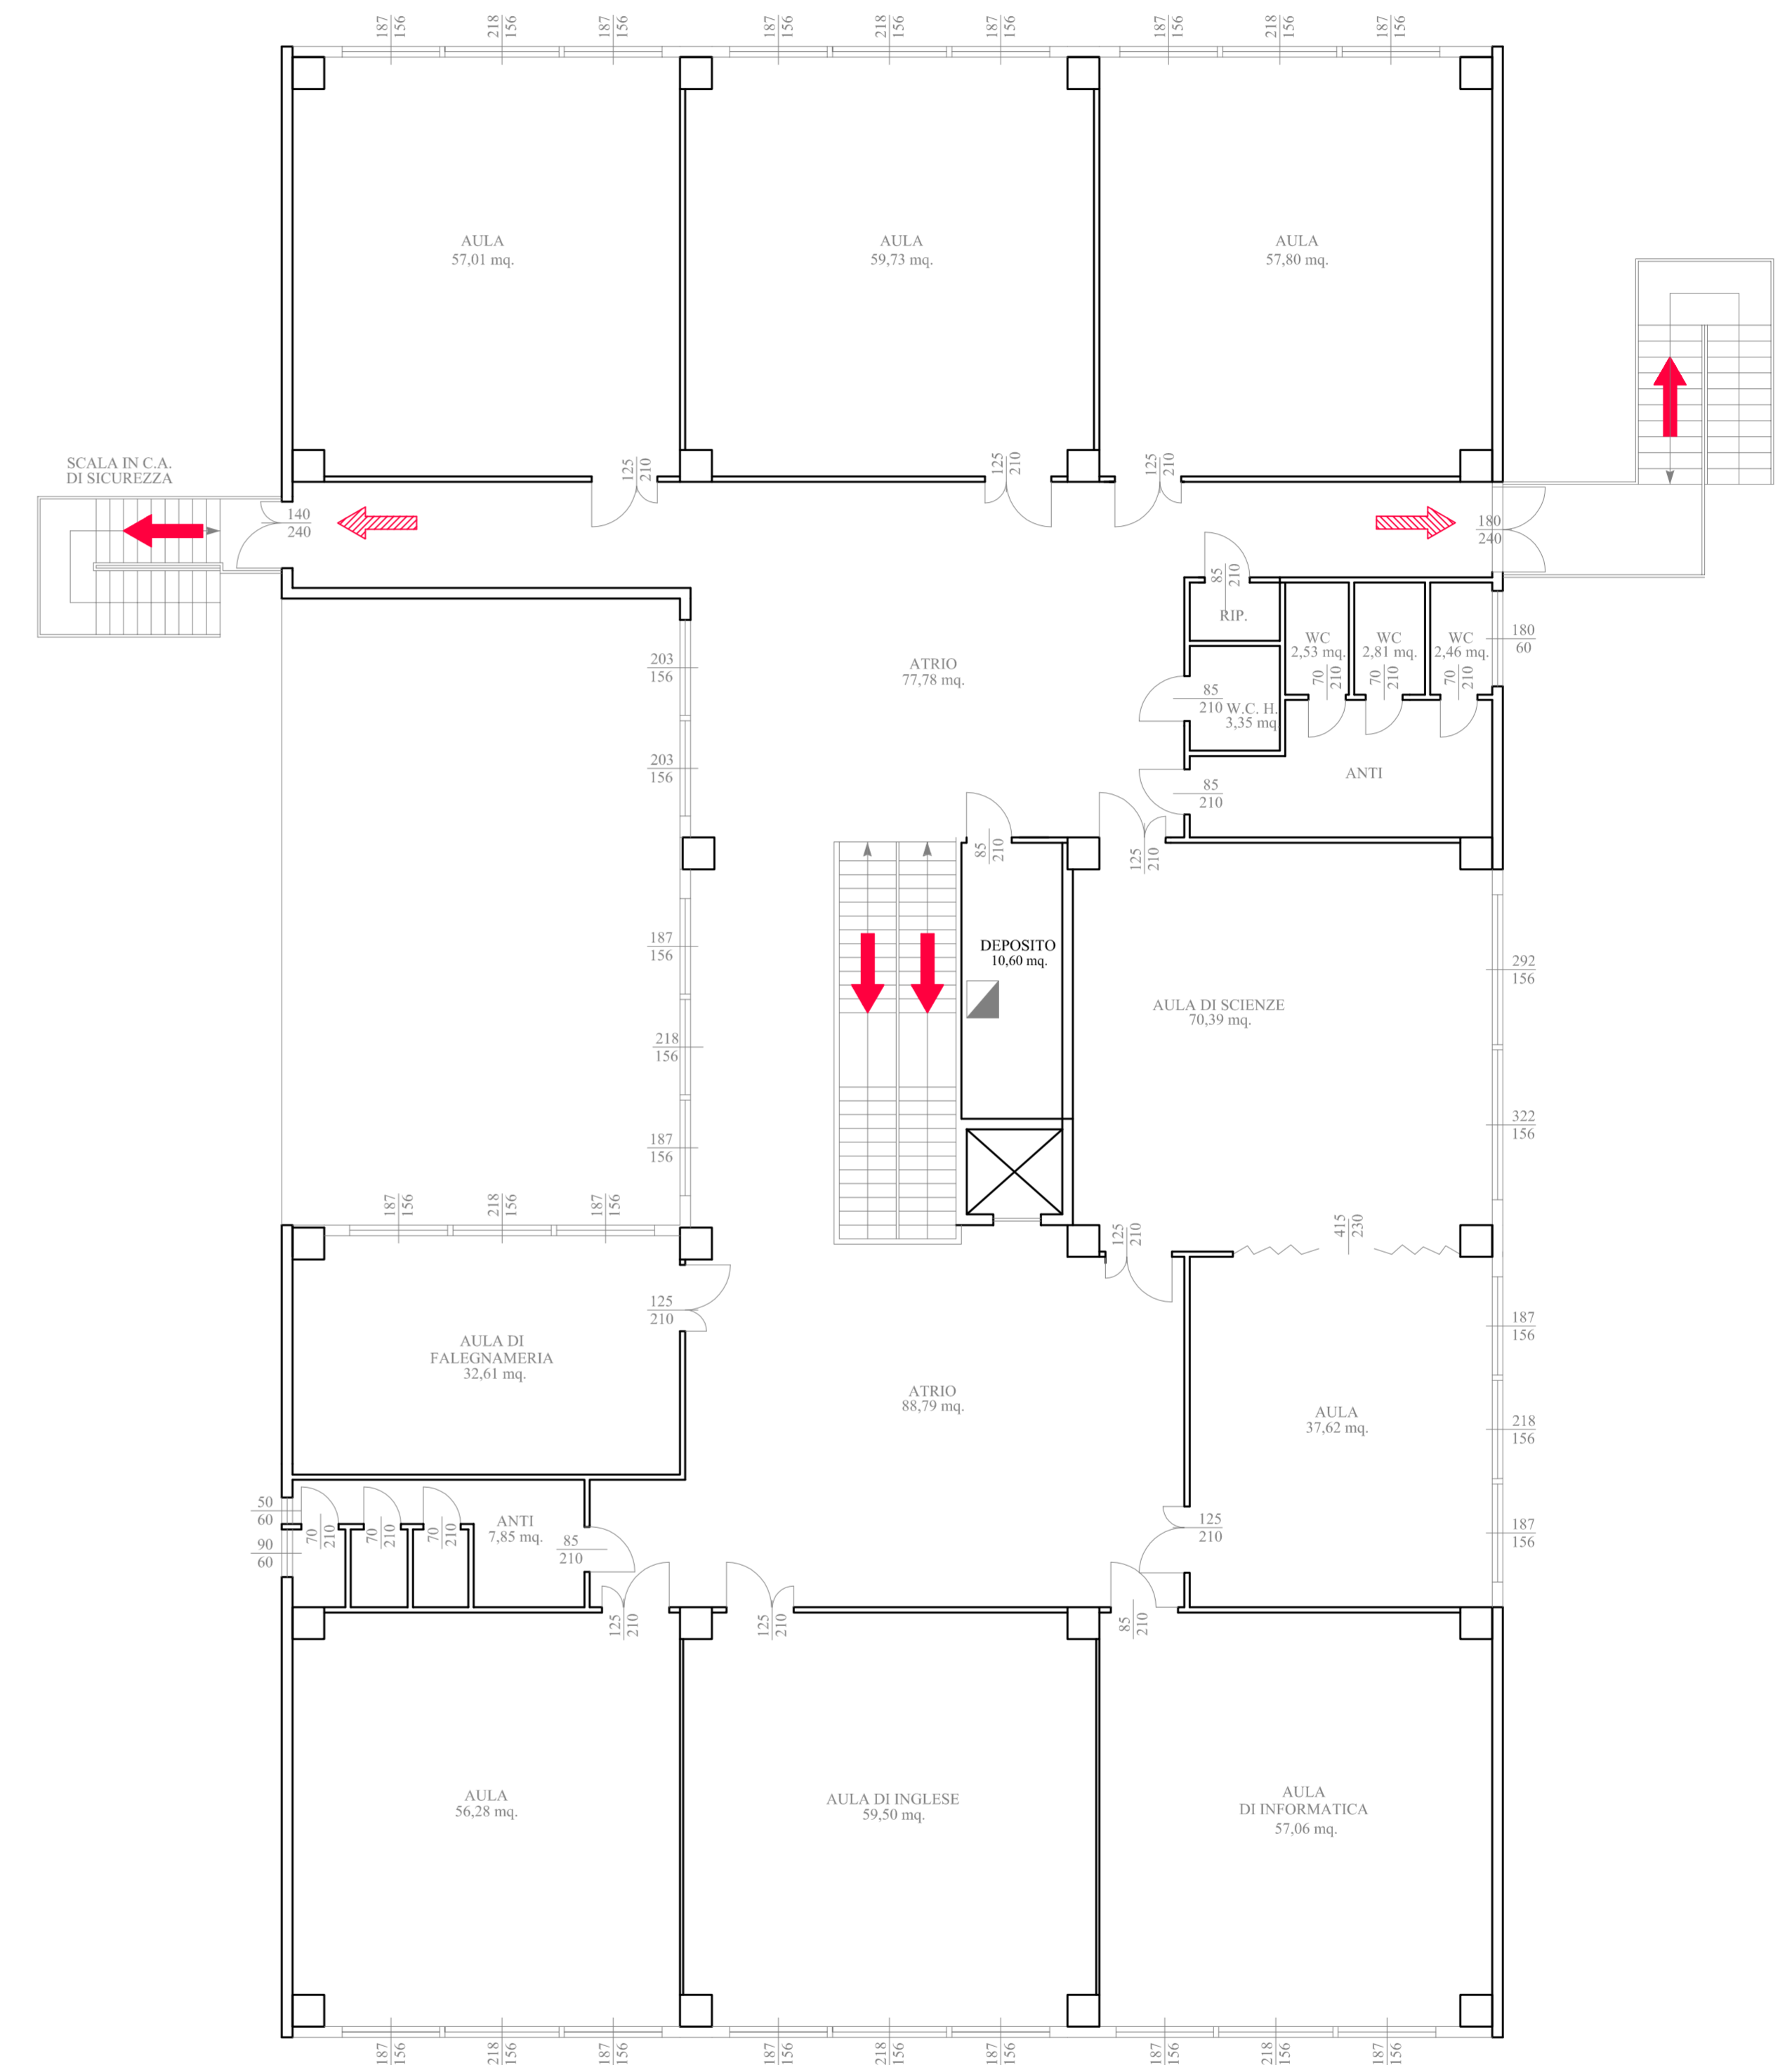 187
156
218
156
187
156
187
156
218
156
187
156
187
156
218
156
187
156
AULA
57,01 mq.
AULA
59,73 mq.
AULA
57,80 mq.
SCALA IN C.A.
DI SICUREZZA
125
210
125
210
125
210
140
240
180
240
85
210
RIP.
WC
2,53 mq.
WC
2,81 mq.
WC
2,46 mq.
180
60
70
210
70
210
70
210
203
156
ATRIO
77,78 mq.
85
210
W.C. H.
3,35 mq
203
156
ANTI
85
210
85
210
125
210
187
156
DEPOSITO
10,60 mq.
292
156
AULA DI SCIENZE
70,39 mq.
218
156
187
156
322
156
187
156
218
156
187
156
125
210
415
230
125
210
187
156
AULA DI
FALEGNAMERIA
32,61 mq.
ATRIO
88,79 mq.
AULA
37,62 mq.
218
156
50
60
70
210
70
210
70
210
ANTI
7,85 mq.
85
210
125
210
187
156
90
60
125
210
125
210
85
210
AULA
56,28 mq.
AULA DI INGLESE
59,50 mq.
AULA
DI INFORMATICA
57,06 mq.
187
156
218
156
187
156
187
156
218
156
187
156
187
156
218
156
187
156